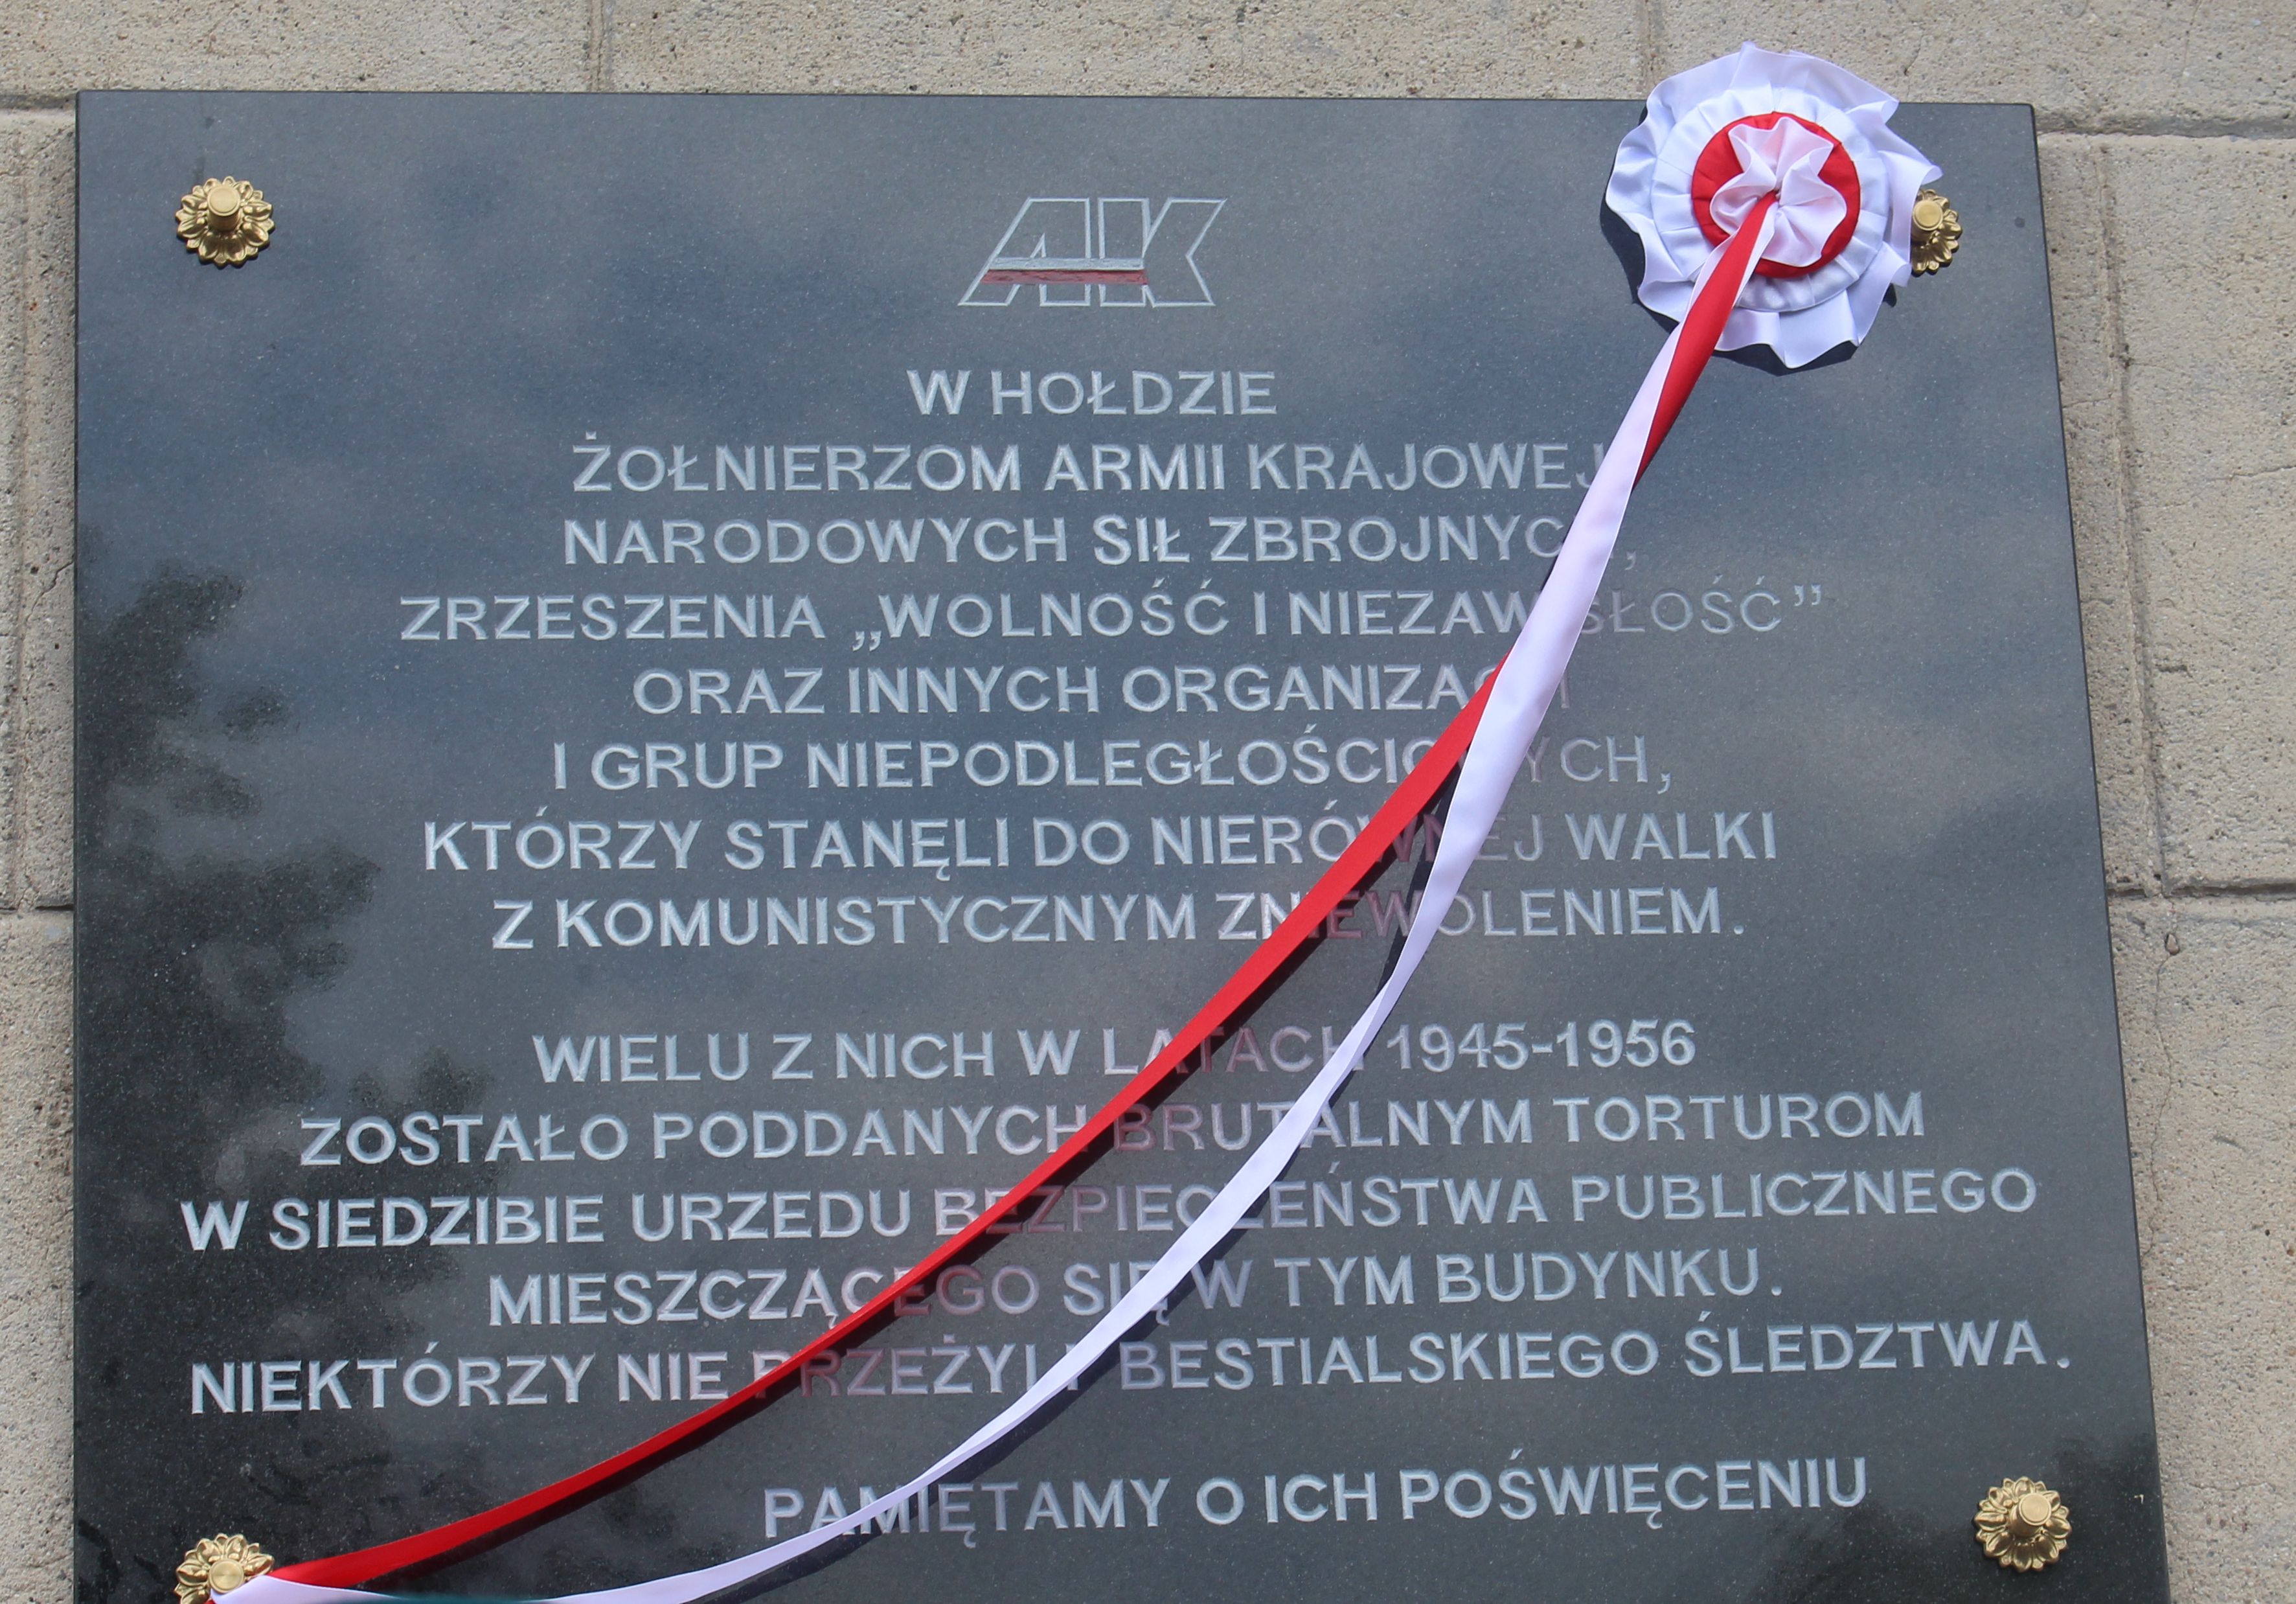 AK
W HOŁDZIE
ŻOŁNIERZOM ARMII KRAJOWEJ
NARODOWYCH SIŁ ZBROJNYCH,
ZRZESZENIA „WOLNOŚĆ I NIEZAWISŁOŚĆ”
ORAZ INNYCH ORGANIZACJI
I GRUP NIEPODLEGŁOŚCIOWYCH,
KTÓRZY STANĘLI DO NIERÓWNEJ WALKI
Z KOMUNISTYCZNYM ZNIEWOLENIEM.
WIELU Z NICH W LATACH 1945-1956
ZOSTAŁO PODDANYCH BRUTALNYM TORTUROM
W SIEDZIBIE URZEDU BEZPIECZEŃSTWA PUBLICZNEGO
MIESZCZĄCEGO SIĘ W TYM BUDYNKU.
NIEKTÓRZY NIE PRZEŻYLI BESTIALSKIEGO ŚLEDZTWA.
PAMIĘTAMY O ICH POŚWIĘCENIU